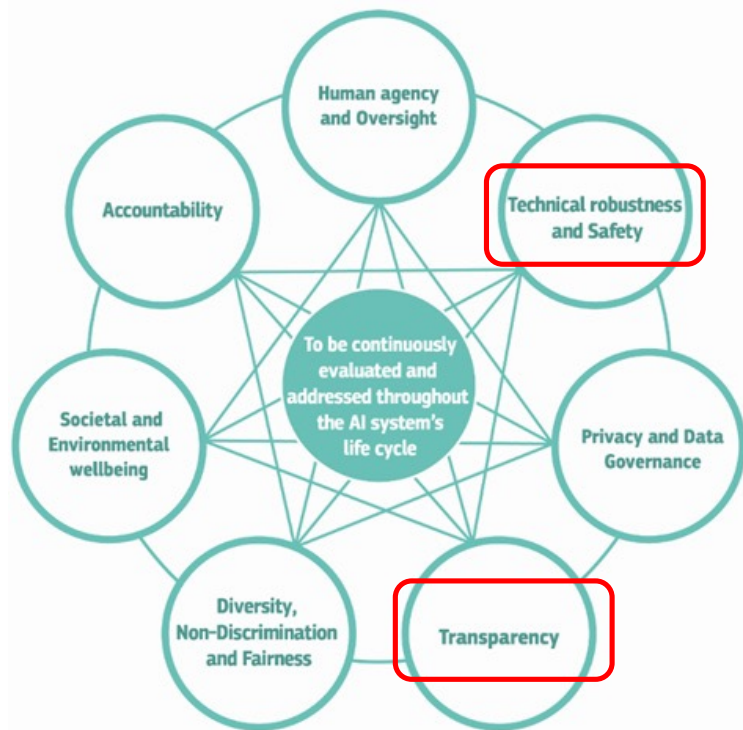 Human agency
and Oversight
Technical robustness
and Safety
Privacy and Data
Governance
Transparency
Diversity,
Non-Discrimination
and Fairness
Societal and
Environmental
wellbeing
Accountability
To be continuously
evaluated and
addressed throughout
the AI system's
life cycle